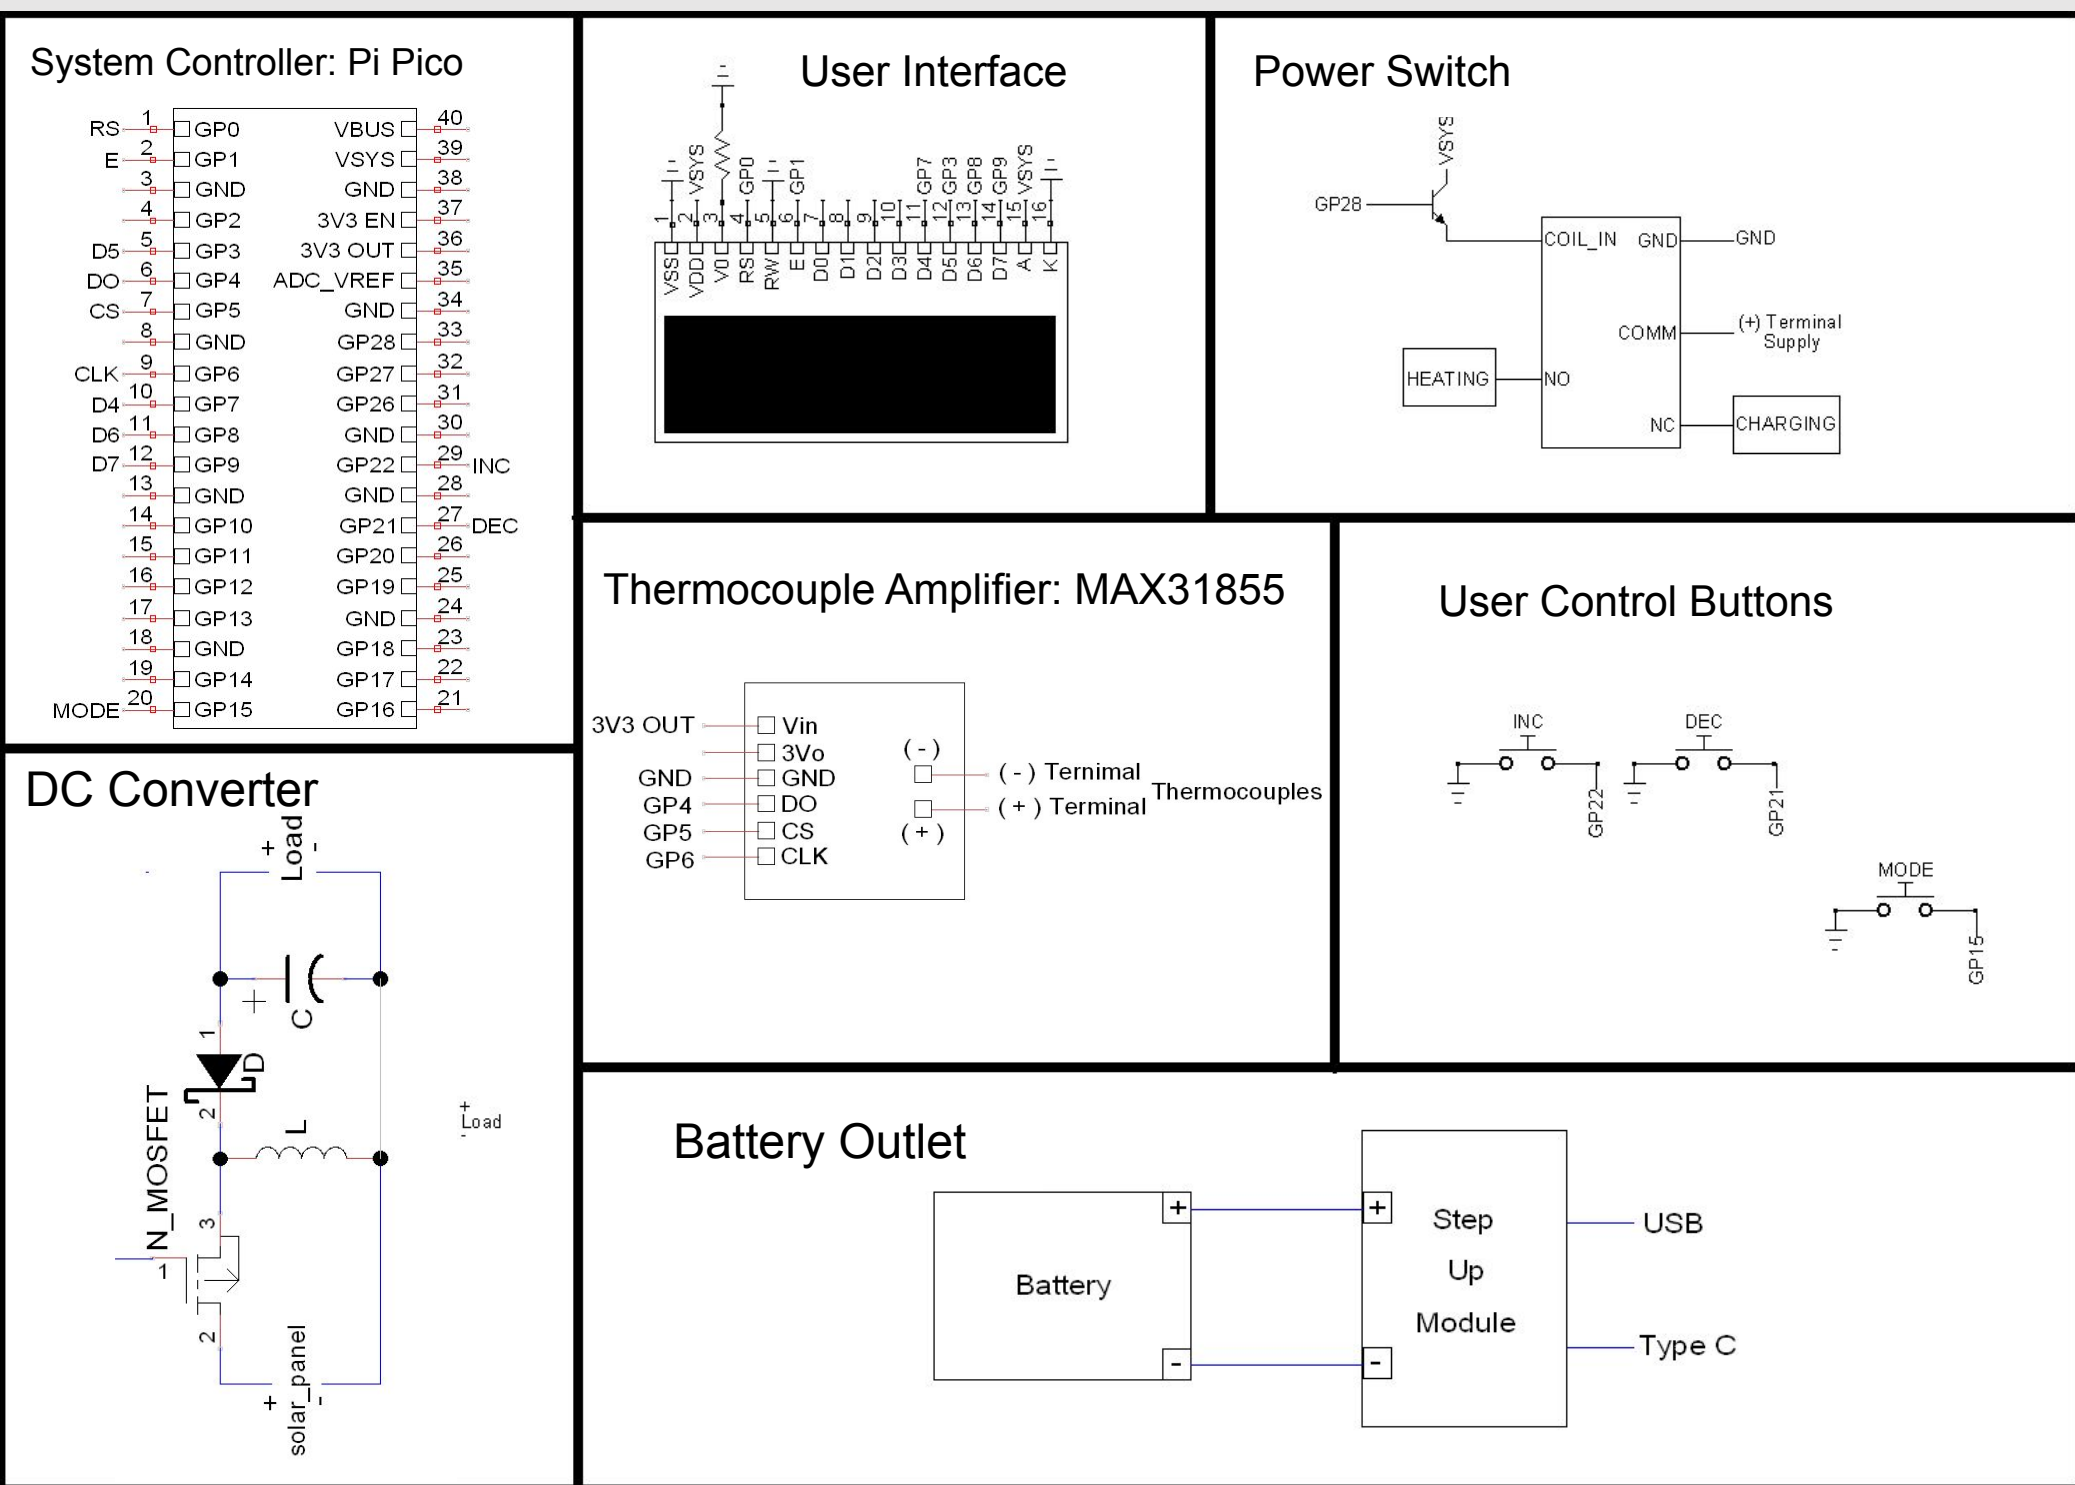 System Controller: Pi Pico
RS 1 GP0 VBUS 40
E 2 GP1 VSYS 39
3 GND GND 38
4 GP2 3V3 EN 37
D5 5 GP3 3V3 OUT 36
DO 6 GP4 ADC_VREF 35
CS 7 GP5 GND 34
8 GND GP28 33
CLK 9 GP6 GP27 32
D4 10 GP7 GP26 31
D6 11 GP8 GND 30
D7 12 GP9 GP22 29 INC
13 GND GND 28
14 GP10 GP21 27 DEC
15 GP11 GP20 26
16 GP12 GP19 25
17 GP13 GND 24
18 GND GP18 23
19 GP14 GP17 22
MODE 20 GP15 GP16 21
User Interface
VSYS GP0 GP1 GP7 GP3 GP8 GP9 VSYS
1 2 3 4 5 6 7 8 9 10 11 12 13 14 15 16
VSS VDD V0 RS RW E D0 D1 D2 D3 D4 D5 D6 D7 A K
Power Switch
VSYS
GP28
COIL_IN GND GND
COMM (+) Terminal
Supply
HEATING NO
NC CHARGING
Thermocouple Amplifier: MAX31855
3V3 OUT Vin
3Vo
GND GND
GP4 DO
GP5 CS
GP6 CLK
( - )
( - ) Ternimal
( + ) Terminal
( + )
Thermocouples
User Control Buttons
INC DEC
GP22 GP21
MODE
GP15
DC Converter
+ Load -
+ C
1
D
2
N_MOSFET
L
3
1
2
+ solar_panel -
+
Load
-
Battery Outlet
Battery
+
-
+
-
Step
Up
Module
USB
Type C